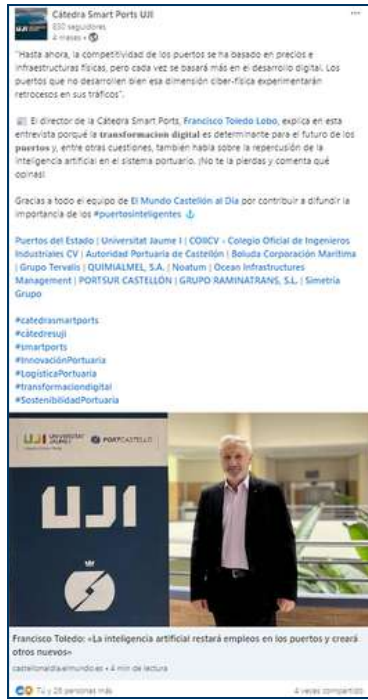 Cátedra Smart Ports UJI
830 seguidores
4 meses •
"Hasta ahora, la competitividad de los puertos se ha basado en precios e
infraestructuras físicas, pero cada vez se basará más en el desarrollo digital. Los
puertos que no desarrollen bien esa dimensión ciber-física experimentarán
retrocesos en sus tráficos".
El director de la Cátedra Smart Ports, Francisco Toledo Lobo, explica en esta
entrevista porqué la transformacion digital es determinante para el futuro de los
puertos y, entre otras cuestiones, también habla sobre la repercusión de la
inteligencia artificial en el sistema portuario. ¡No te la pierdas y comenta qué
opinas!
Gracias a todo el equipo de El Mundo Castellón al Día por contribuir a difundir la
importancia de los #puertosinteligentes
Puertos del Estado | Universitat Jaume I | COIICV - Colegio Oficial de Ingenieros
Industriales CV | Autoridad Portuaria de Castellón | Boluda Corporación Marítima
| Grupo Tervalis | QUIMIALMEL, S.A. | Noatum | Ocean Infrastructures
Management | PORTSUR CASTELLÓN | GRUPO RAMINATRANS, S.L. | Simetría
Grupo
#catedrasmartports
#cátedresuji
#smartports
#InnovaciónPortuaria
#LogísticaPortuaria
#transformaciondigital
#SostenibilidadPortuaria
UJI UNIVERSITAT JAUME I PORTCASTELLÓ
UJI
Francisco Toledo: «La inteligencia artificial restará empleos en los puertos y creará
otros nuevos»
castellonaldia.elmundo.es • 4 min de lectura
Tú y 28 personas más
4 veces compartido